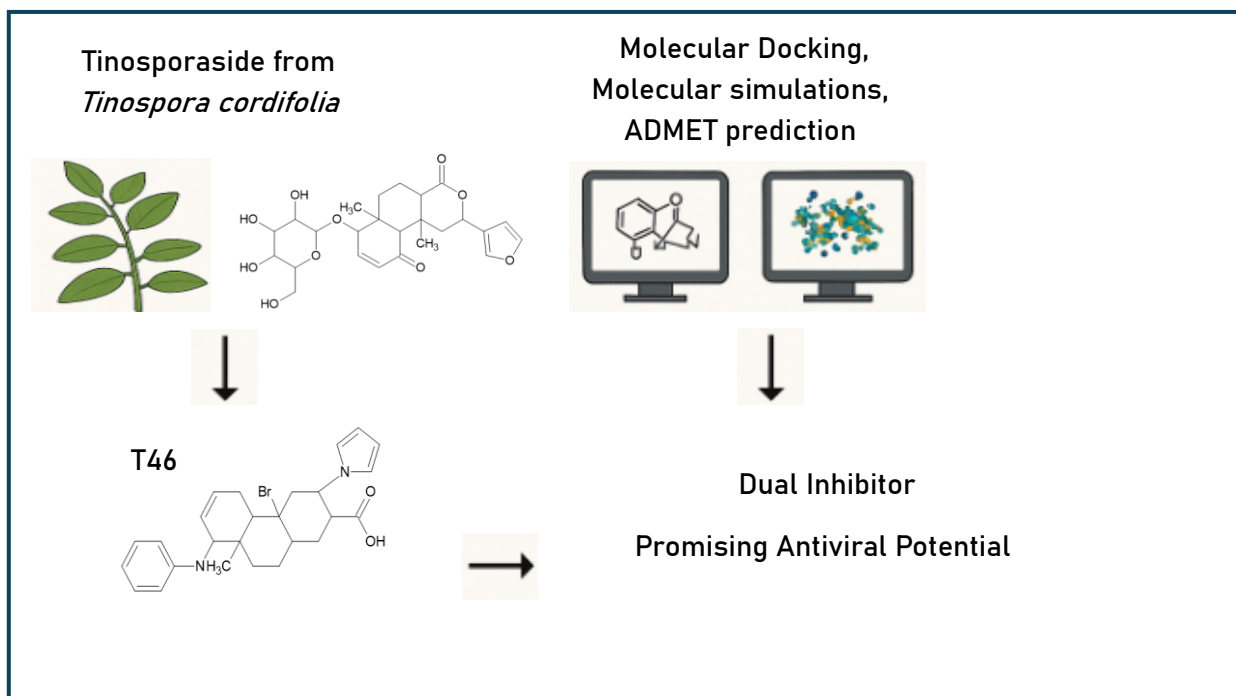 Tinosporaside from
Tinospora cordifolia
Molecular Docking,
Molecular simulations,
ADMET prediction
OH
HO
HO
HO
O
O
H₃C
CH₃
O
O
O
O
O
T46
Br
N
O
OH
NH
H₃C
Dual Inhibitor
Promising Antiviral Potential